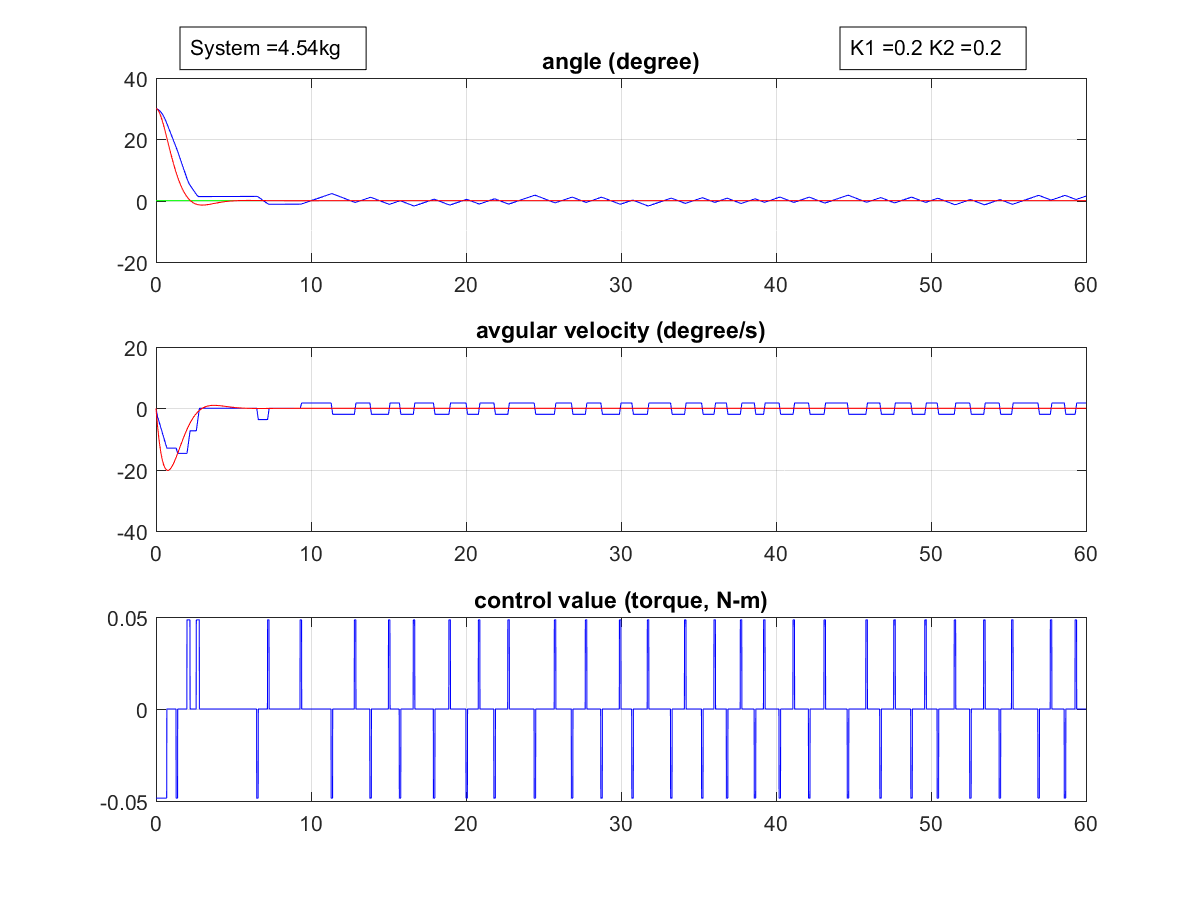 System =4.54kg
K1 =0.2 K2 =0.2
angle (degree)
40
20
0
-20
0 10 20 30 40 50 60
avgular velocity (degree/s)
20
0
-20
-40
0 10 20 30 40 50 60
control value (torque, N-m)
0.05
0
-0.05
0 10 20 30 40 50 60